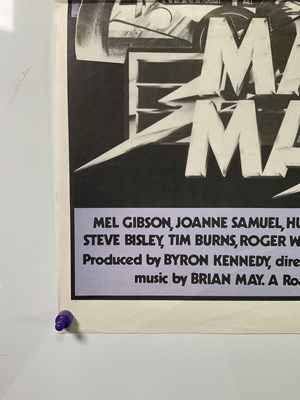 MA
MA
MEL GIBSON, JOANNE SAMUEL, HU
STEVE BISLEY, TIM BURNS, ROGER W
Produced by BYRON KENNEDY, dire
music by BRIAN MAY. A Roa